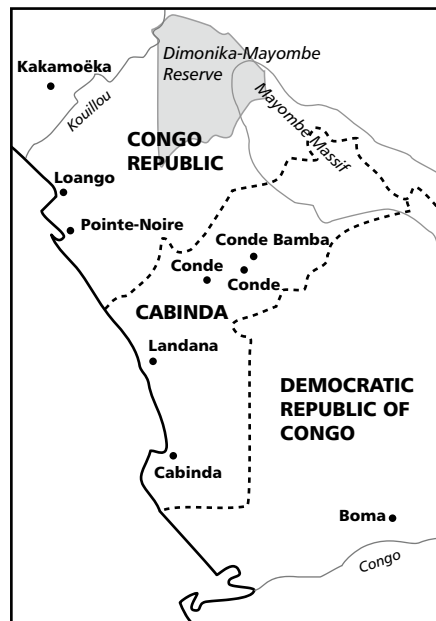 Kakamoëka
Dimonika-Mayombe
Reserve
Kouillou
Mayombe Massif
CONGO
REPUBLIC
Loango
Pointe-Noire
Conde Bamba
Conde
Conde
CABINDA
Landana
DEMOCRATIC
REPUBLIC OF
CONGO
Cabinda
Boma
Congo